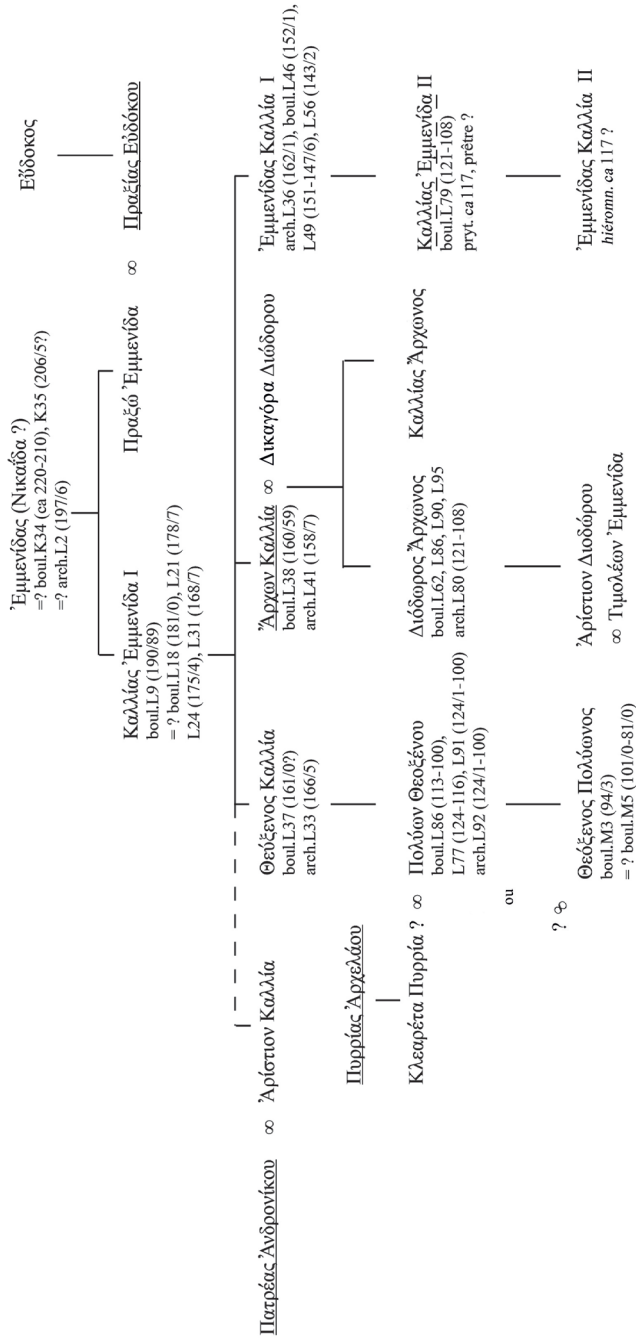 Ἐμμενίδας (Νικαΐδα ?)
=? boul.K34 (ca 220-210), K35 (206/5?)
=? arch.L2 (197/6)
Εὔδοκος
Καλλίας Ἐμμενίδα I
boul.L9 (190/89)
= ? boul.L18 (181/0), L21 (178/7)
L24 (175/4), L31 (168/7)
Πραξώ Ἐμμενίδα
∞
Πραξίας Εὐδόκου
Πατρέας Ἀνδρονίκου
∞
Ἀρίστιον Καλλία
Θεύξενος Καλλία
boul.L37 (161/0?)
arch.L33 (166/5)
Ἄρχων Καλλία
boul.L38 (160/59)
arch.L41 (158/7)
∞
Δικαγόρα Διώδορου
Ἐμμενίδας Καλλία I
arch.L36 (162/1), boul.L46 (152/1),
L49 (151-147/6), L56 (143/2)
Πυρρίας Ἀρχελάου
Κλεαρέτα Πυρρία ?
∞
Πολύων Θεοξένου
boul.L86 (113-100),
L77 (124-116), L91 (124/1-100)
arch.L92 (124/1-100)
Διόδωρος Ἄρχωνος
boul.L62, L86, L90, L95
arch.L80 (121-108)
Καλλίας Ἄρχωνος
Καλλίας Ἐμμενίδα II
boul.L79 (121-108)
pryt. ca 117, prêtre ?
ou
? ∞
Θεόξενος Πολύωνος
boul.M3 (94/3)
= ? boul.M5 (101/0-81/0)
Ἀρίστιον Διοδώρου
∞ Τιμολέων Ἐμμενίδα
Ἐμμενίδας Καλλία II
hiéromn. ca 117 ?